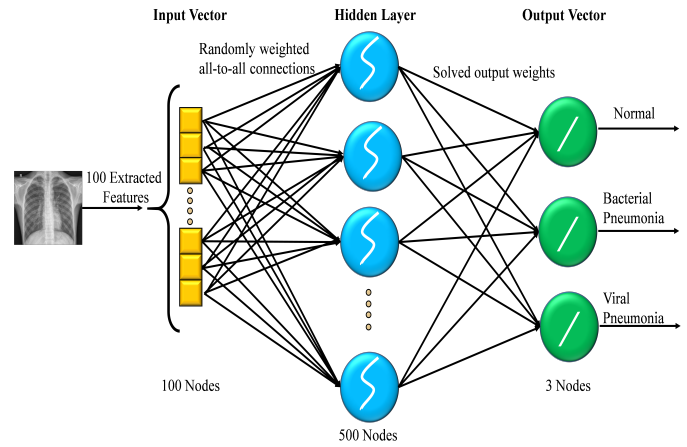 Input Vector
Hidden Layer
Output Vector
Randomly weighted
all-to-all connections
Solved output weights
100 Extracted
Features
Normal
Bacterial
Pneumonia
Viral
Pneumonia
100 Nodes
500 Nodes
3 Nodes